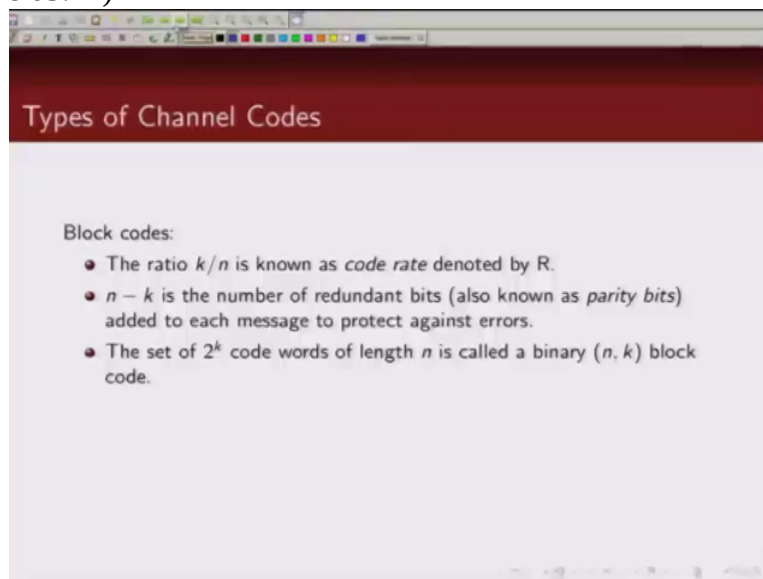 Types of Channel Codes
Block codes:
The ratio k/n is known as code rate denoted by R.
n − k is the number of redundant bits (also known as parity bits)
added to each message to protect against errors.
The set of 2^k code words of length n is called a binary (n, k) block
code.